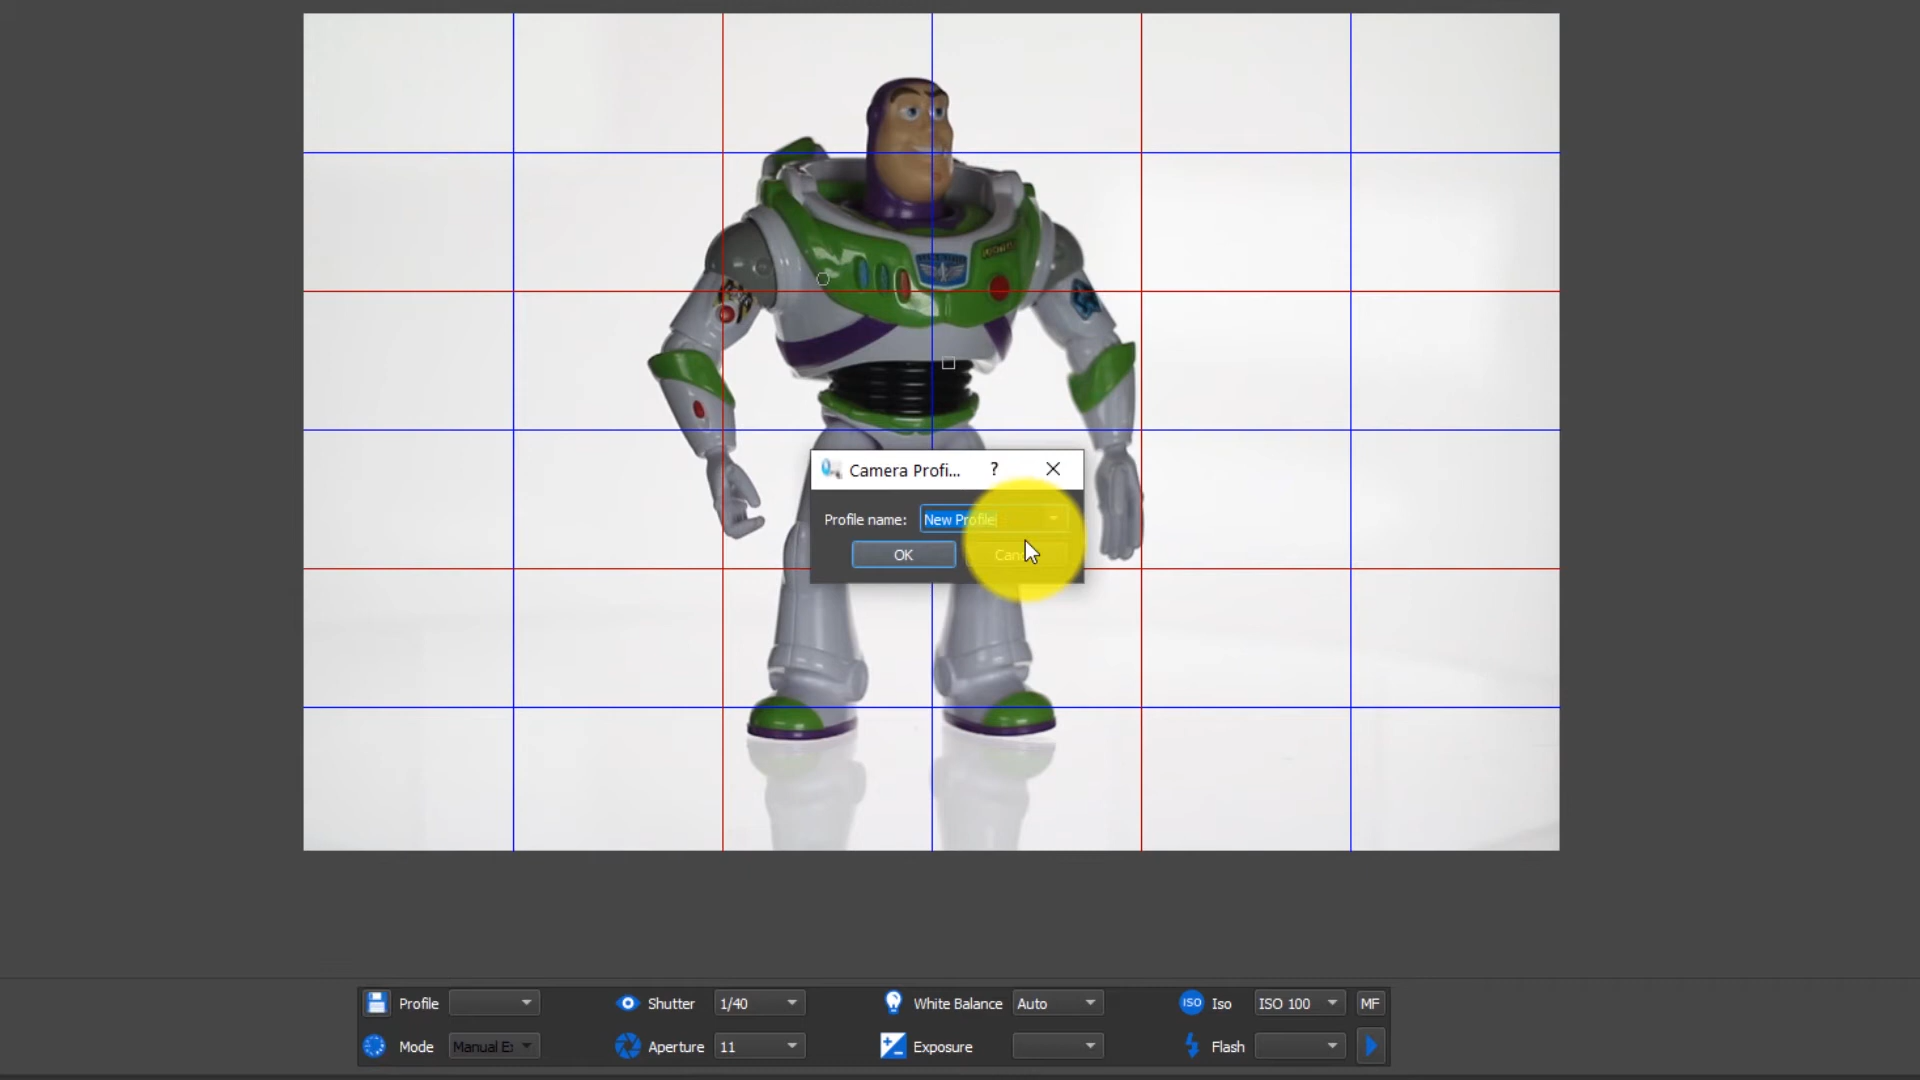 Camera Profi...
?
Profile name: New Profile
OK
Profile
Shutter 1/40
White Balance Auto
ISO Iso ISO 100 MF
Mode
Manual E
Aperture 11
Exposure
Flash